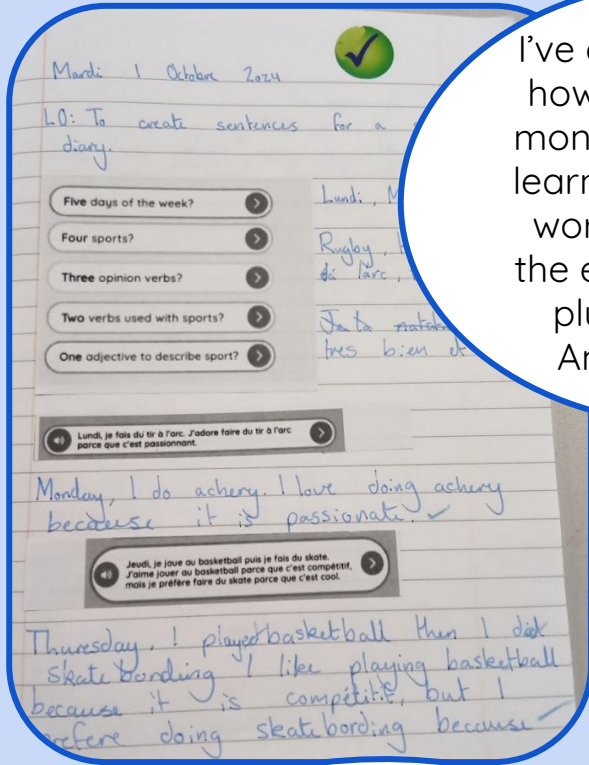 Mardi 1 Octobre 2024
LO: To create sentences for a
diary.
Five days of the week?
Four sports?
Three opinion verbs?
Two verbs used with sports?
One adjective to describe sport?
Lundi, M
Rugby,
á l'arc,
tres bien et
Lundi, je fais du tir à l'arc. J'adore faire du tir à l'arc
parce que c'est passionnant.
Monday, I do achery. I love doing achery
because it is passionate.
Jeudi, je joue au basketball puis je fais du skate.
J'aime jouer au basketball parce que c'est compétitif,
mais je préfère faire du skate parce que c'est cool.
Thuresday, I played basketball then I did
skate bording I like playing basketball
because it is compétitif, but I
prefere doing skatebording because
I've
how
mon
learn
wor
the e
plu
Ar